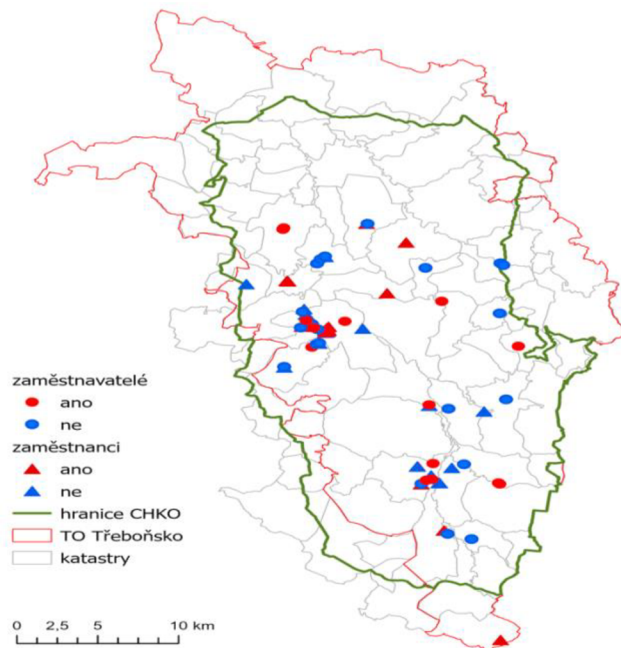 zaměstnavatelé
ano
ne
zaměstnanci
ano
ne
hranice CHKO
TO Třeboňsko
katastry
0 2,5 5 10 km